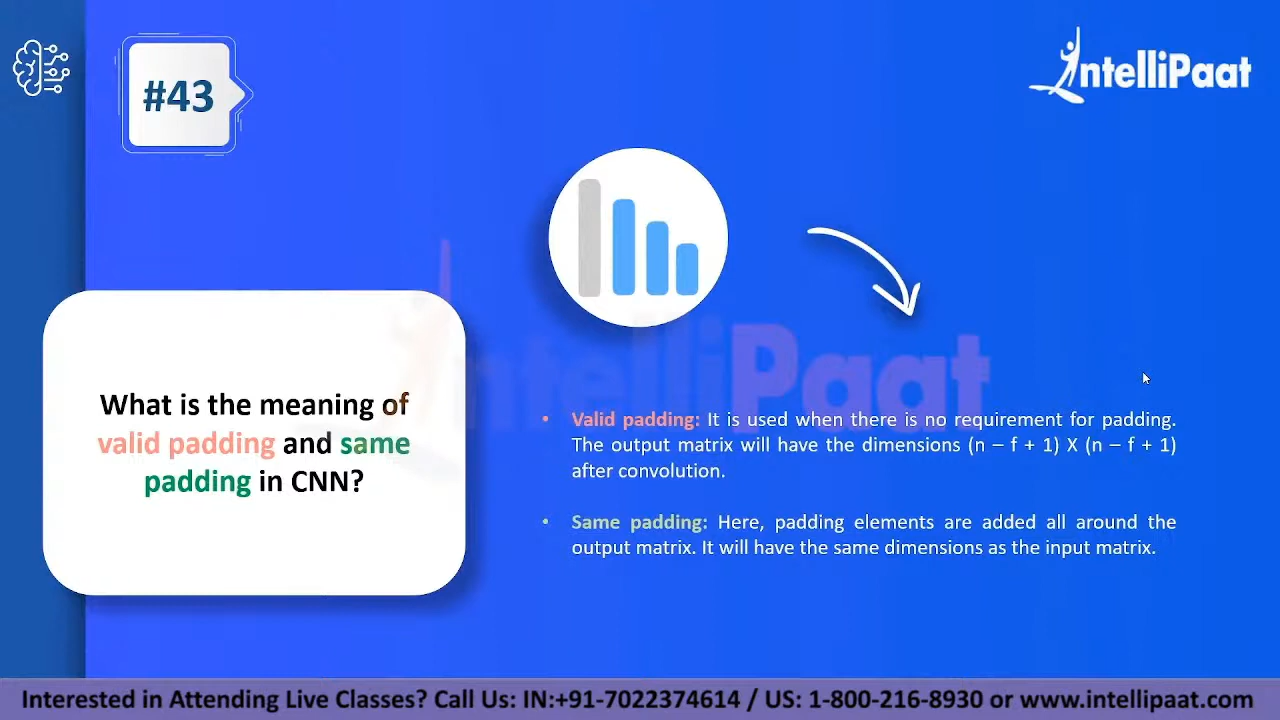 #43
IntelliPaat
What is the meaning of
valid padding and same
padding in CNN?
IntelliPaat
• Valid padding: It is used when there is no requirement for padding.
The output matrix will have the dimensions (n – f + 1) X (n – f + 1)
after convolution.
• Same padding: Here, padding elements are added all around the
output matrix. It will have the same dimensions as the input matrix.
Interested in Attending Live Classes? Call Us: IN:+91-7022374614 / US: 1-800-216-8930 or www.intellipaat.com